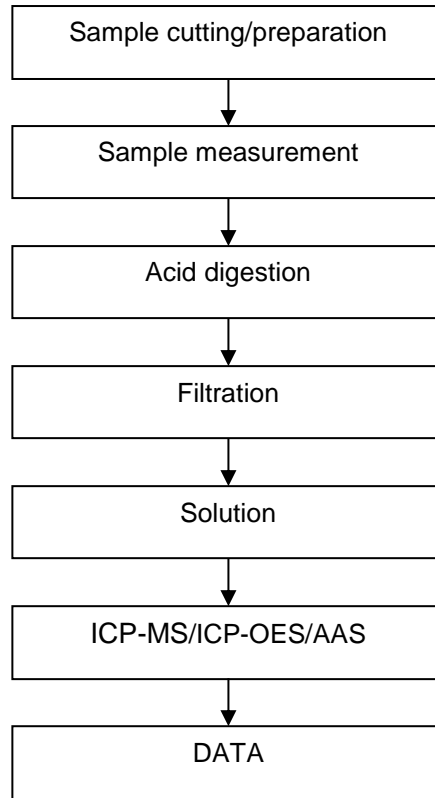 Sample cutting/preparation
Sample measurement
Acid digestion
Filtration
Solution
ICP-MS/ICP-OES/AAS
DATA